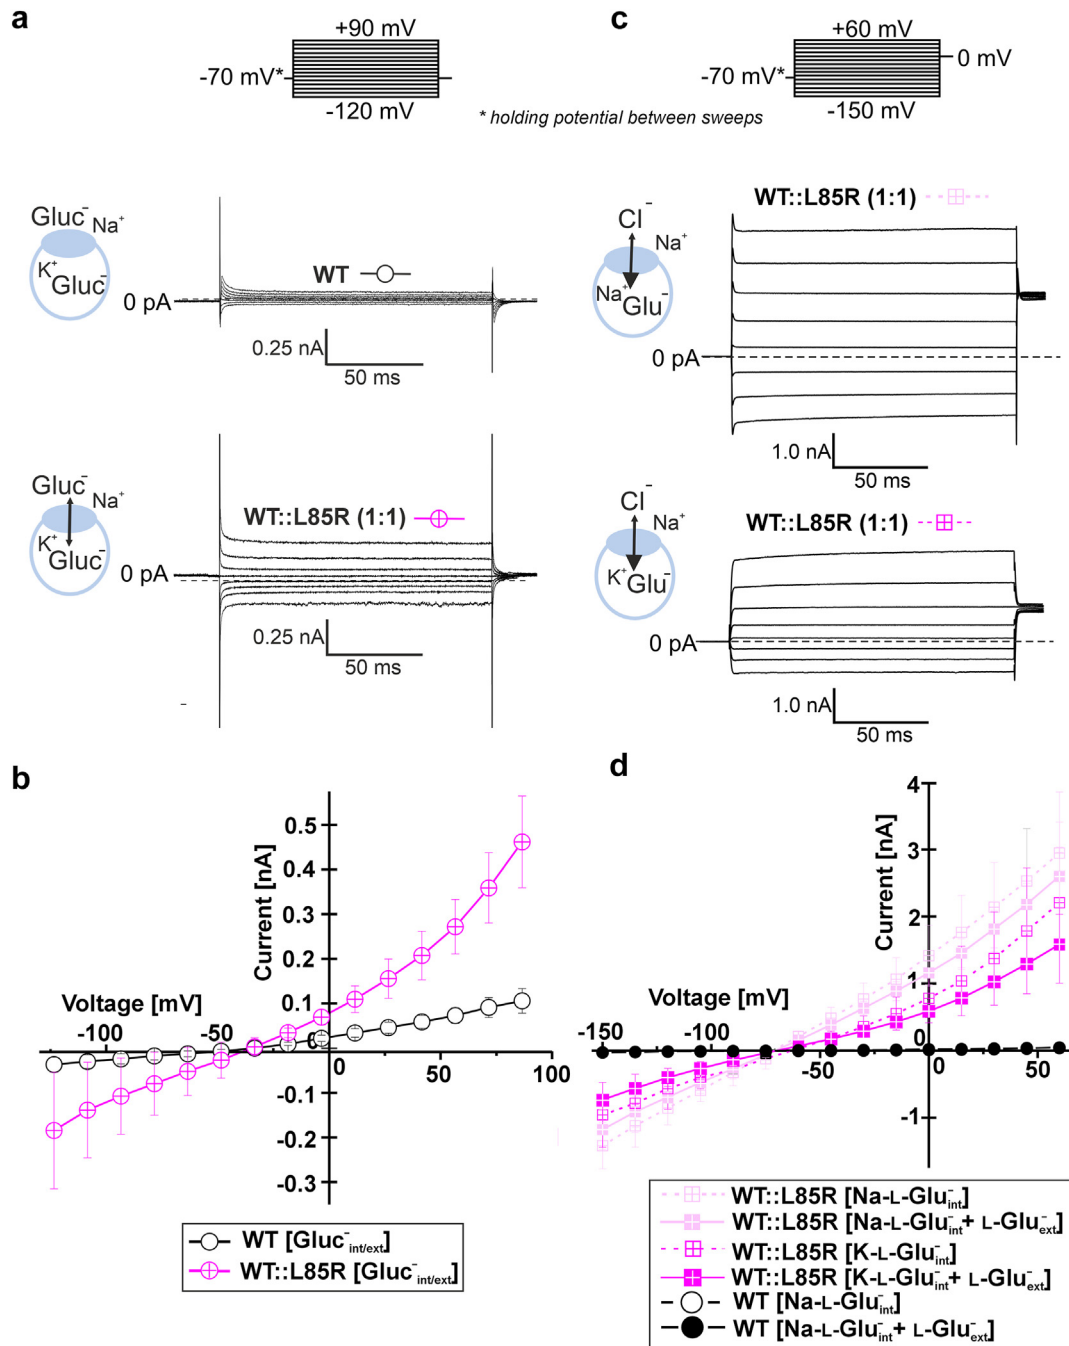 a
+90 mV
-70 mV*
-120 mV
* holding potential between sweeps
c
+60 mV
-70 mV*
0 mV
-150 mV
Gluc⁻
Na⁺
K⁺
Gluc⁻
WT
0 pA
0.25 nA
50 ms
Gluc⁻
Na⁺
K⁺
Gluc⁻
WT::L85R (1:1)
0 pA
0.25 nA
50 ms
WT::L85R (1:1)
Cl⁻
Na⁺
Na⁺
Glu⁻
0 pA
1.0 nA
50 ms
WT::L85R (1:1)
Cl⁻
Na⁺
K⁺
Glu⁻
0 pA
1.0 nA
50 ms
b
Current [nA]
0.5
0.4
0.3
0.2
0.1
0
-0.1
-0.2
-0.3
Voltage [mV]
-100
-50
0
50
100
WT [Gluc⁻int/ext]
WT::L85R [Gluc⁻int/ext]
d
Current [nA]
4
3
2
1
0
-1
Voltage [mV]
-150
-100
-50
0
50
WT::L85R [Na-L-Glu⁻int]
WT::L85R [Na-L-Glu⁻int+ L-Glu⁻ext]
WT::L85R [K-L-Glu⁻int]
WT::L85R [K-L-Glu⁻int+ L-Glu⁻ext]
WT [Na-L-Glu⁻int]
WT [Na-L-Glu⁻int+ L-Glu⁻ext]